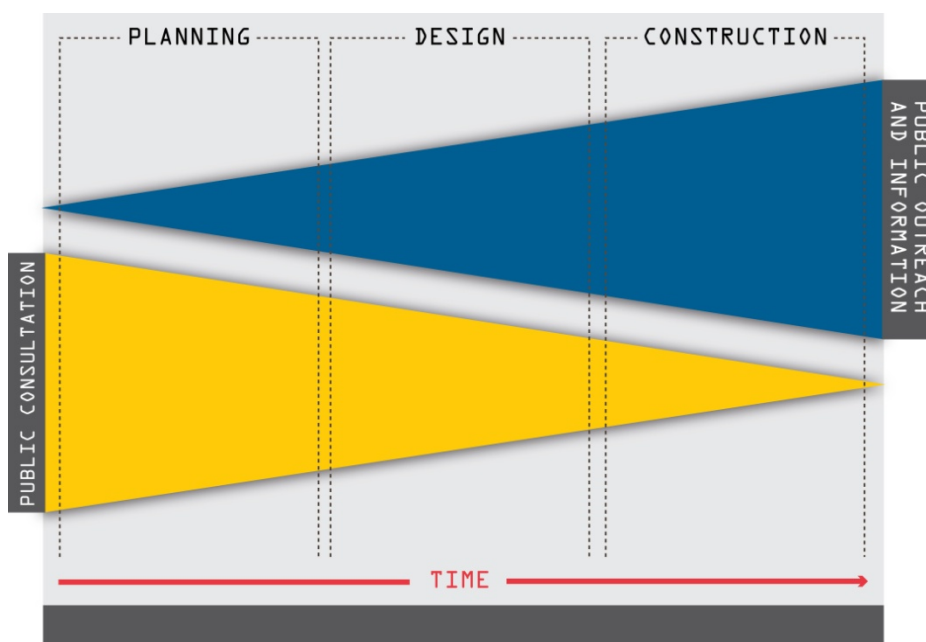 PLANNING
DESIGN
CONSTRUCTION
PUBLIC OUTREACH
AND INFORMATION
PUBLIC CONSULTATION
TIME